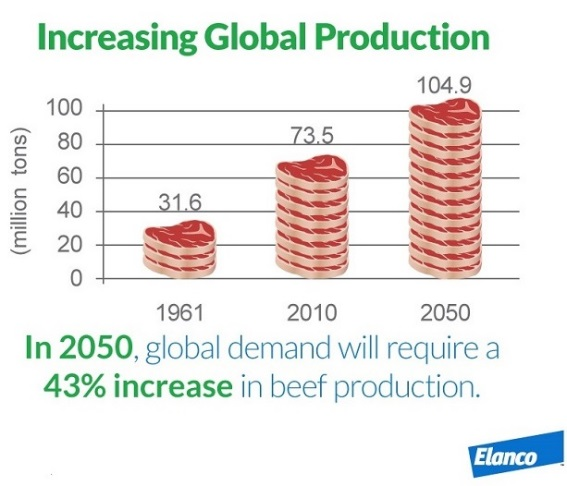 Increasing Global Production
104.9
100
73.5
80
60
31.6
40
20
0
(million tons)
1961 2010 2050
In 2050, global demand will require a
43% increase in beef production.
Elanco